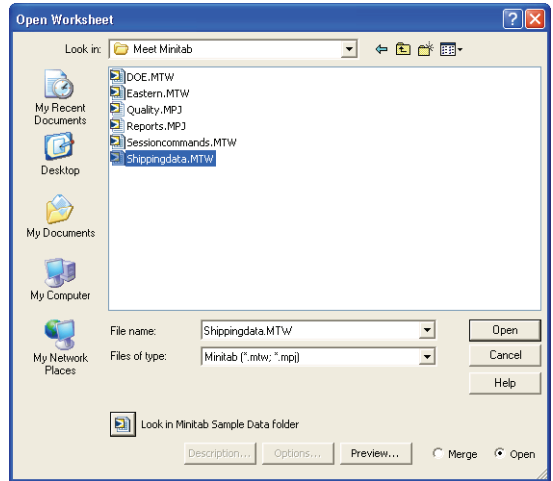 Open Worksheet
Look in: Meet Minitab
DOE.MTW
Eastern.MTW
Quality.MPJ
Reports.MPJ
Sessioncommands.MTW
Shippingdata.MTW
My Recent
Documents
Desktop
My Documents
My Computer
My Network
Places
File name: Shippingdata.MTW Open
Files of type: Minitab (*.mtw; *.mpj) Cancel
Help
Look in Minitab Sample Data folder
Description... Options... Preview... Merge Open